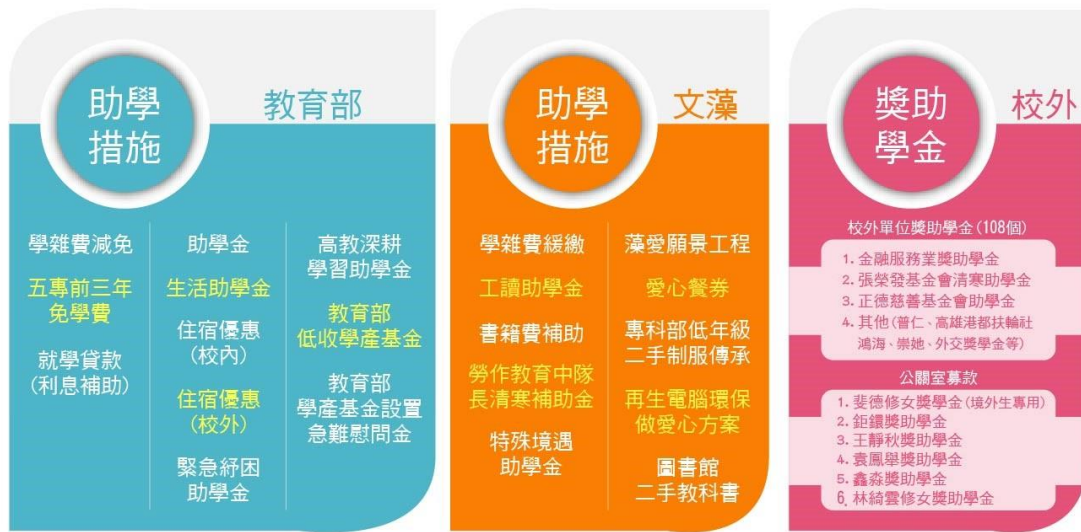 助學
措施
教育部
學雜費減免
五專前三年
免學費
就學貸款
(利息補助)
助學金
生活助學金
住宿優惠
(校內)
住宿優惠
(校外)
緊急紓困
助學金
高教深耕
學習助學金
教育部
低收學產基金
教育部
學產基金設置
急難慰問金
助學
措施
文藻
學雜費緩繳
工讀助學金
書籍費補助
勞作教育中隊
長清寒補助金
特殊境遇
助學金
藻愛願景工程
愛心餐券
專科部低年級
二手制服傳承
再生電腦環保
做愛心方案
圖書館
二手教科書
獎助
學金
校外
校外單位獎助學金(108個)
1. 金融服務業獎助學金
2. 張榮發基金會清寒助學金
3. 正德慈善基金會助學金
4. 其他(普仁、高雄港都扶輪社
鴻海、崇她、外交獎學金等)
公關室募款
1. 斐德修女獎學金(境外生專用)
2. 鉅鐶獎助學金
3. 王靜秋獎助學金
4. 袁鳳舉獎助學金
5. 鑫淼獎助學金
6. 林綺雲修女獎助學金